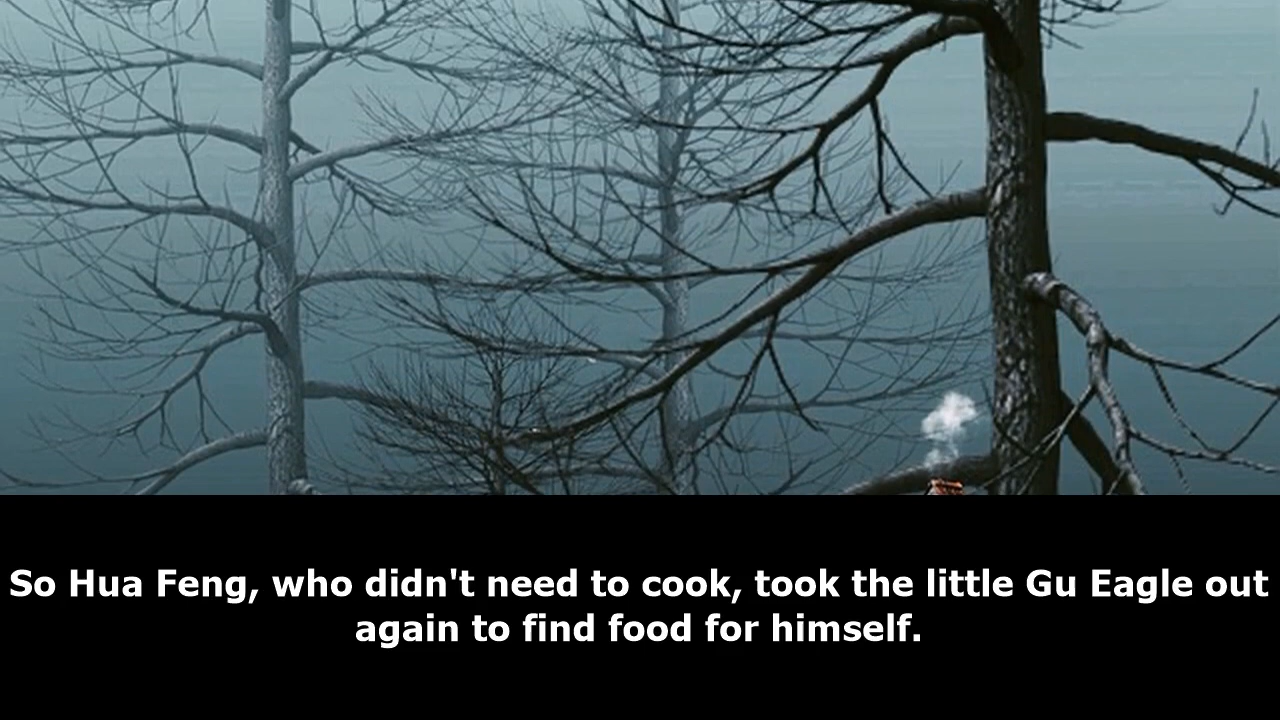 So Hua Feng, who didn't need to cook, took the little Gu Eagle out
again to find food for himself.